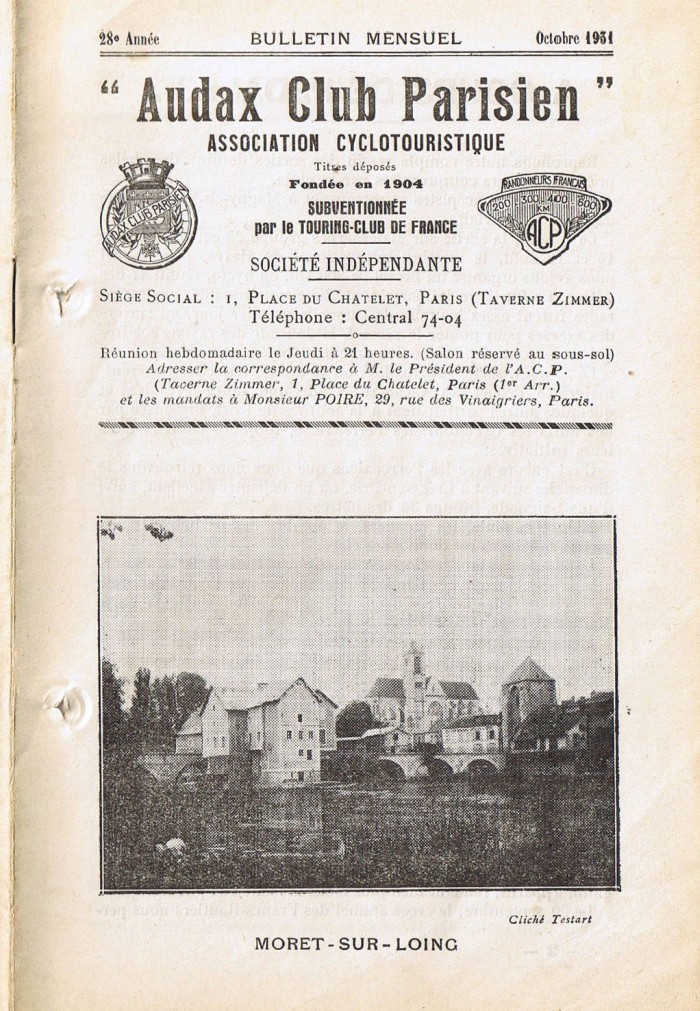 28e Année BULLETIN MENSUEL Octobre 1931
“ Audax Club Parisien ”
ASSOCIATION CYCLOTOURISTIQUE
Titres déposés
Fondée en 1904
SUBVENTIONNÉE
par le TOURING-CLUB DE FRANCE
AUDAX CLUB PARISIEN
RANDONNEURS FRANÇAIS
200-300-400-600
KM
ACP
SOCIÉTÉ INDÉPENDANTE
SIÈGE SOCIAL : 1, PLACE DU CHATELET, PARIS (TAVERNE ZIMMER)
Téléphone : Central 74-04
Réunion hebdomadaire le Jeudi à 21 heures. (Salon réservé au sous-sol)
Adresser la correspondance à M. le Président de l'A.C.P.
(Taverne Zimmer, 1, Place du Chatelet, Paris (1er Arr.)
et les mandats à Monsieur POIRE, 29, rue des Vinaigriers, Paris.
Cliché Testart
MORET-SUR-LOING